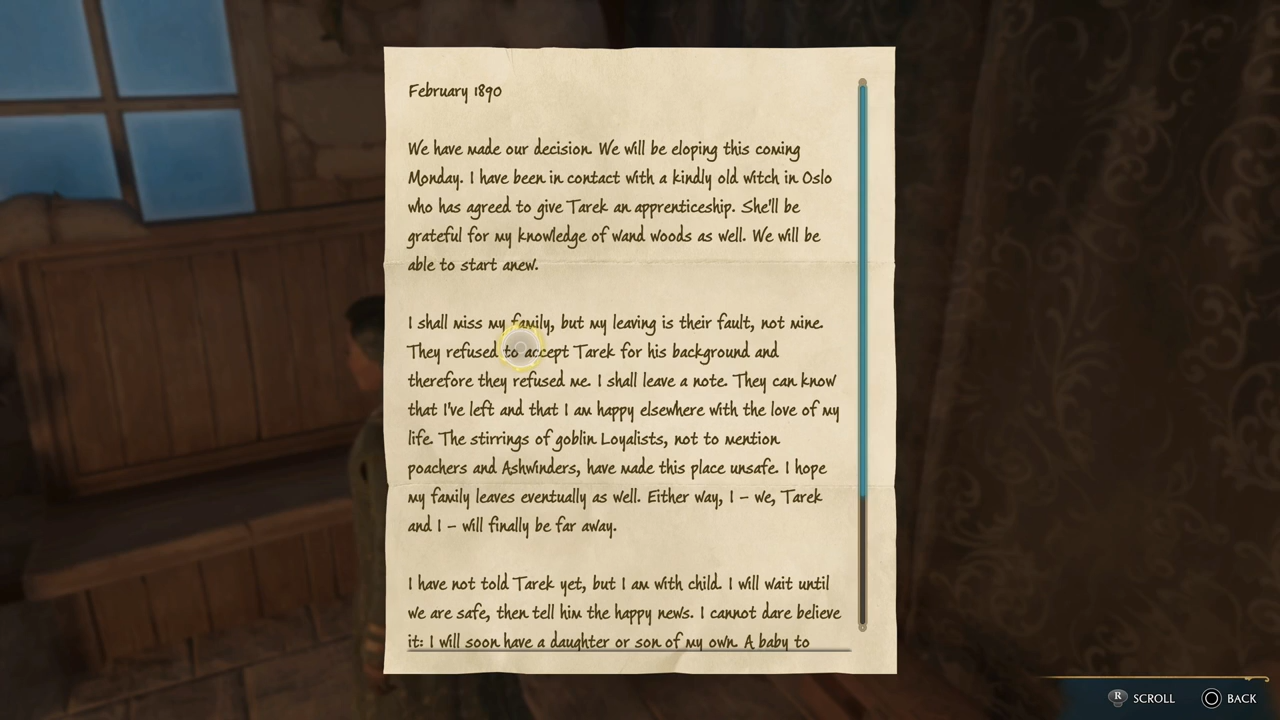 February 1890
We have made our decision. We will be eloping this coming
Monday. I have been in contact with a kindly old witch in Oslo
who has agreed to give Tarek an apprenticeship. She'll be
grateful for my knowledge of wand woods as well. We will be
able to start anew.
I shall miss my family, but my leaving is their fault, not mine.
They refused to accept Tarek for his background and
therefore they refused me. I shall leave a note. They can know
that I've left and that I am happy elsewhere with the love of my
life. The stirrings of goblin Loyalists, not to mention
poachers and Ashwinders, have made this place unsafe. I hope
my family leaves eventually as well. Either way, I – we, Tarek
and I – will finally be far away.
I have not told Tarek yet, but I am with child. I will wait until
we are safe, then tell him the happy news. I cannot dare believe
it: I will soon have a daughter or son of my own. A baby to
R SCROLL
BACK